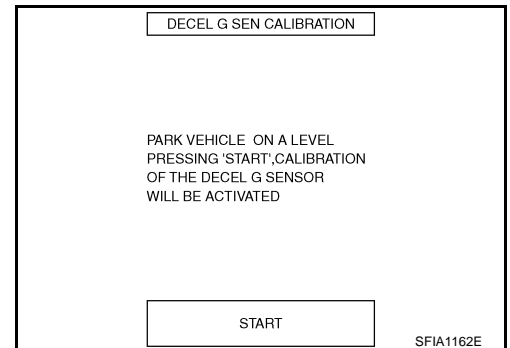 DECEL G SEN CALIBRATION
PARK VEHICLE ON A LEVEL
PRESSING 'START',CALIBRATION
OF THE DECEL G SENSOR
WILL BE ACTIVATED
START
SFIA1162E